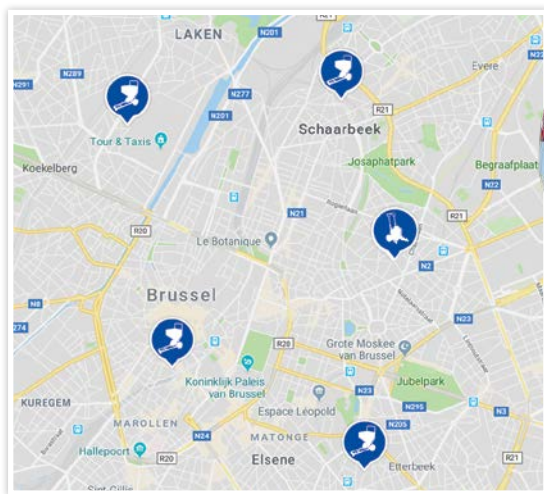 LAKEN
N201
N291
N289
N277
N201
R21
Evere
Tour & Taxis
Schaarbeek
Koekelberg
Josaphatpark
Begraafplaat
N22
R20
Le Botanique
N21
R21
N2
N8
Brussel
N23
R20
Grote Moskee
van Brussel
Koninklijk Paleis
van Brussel
Jubelpark
KUREGEM
N23
N295
N3
Espace Léopold
MAROLLEN
N24
MATONGE
N205
Hallepoort
R20
Elsene
Etterbeek
R21
Sint-Gillis